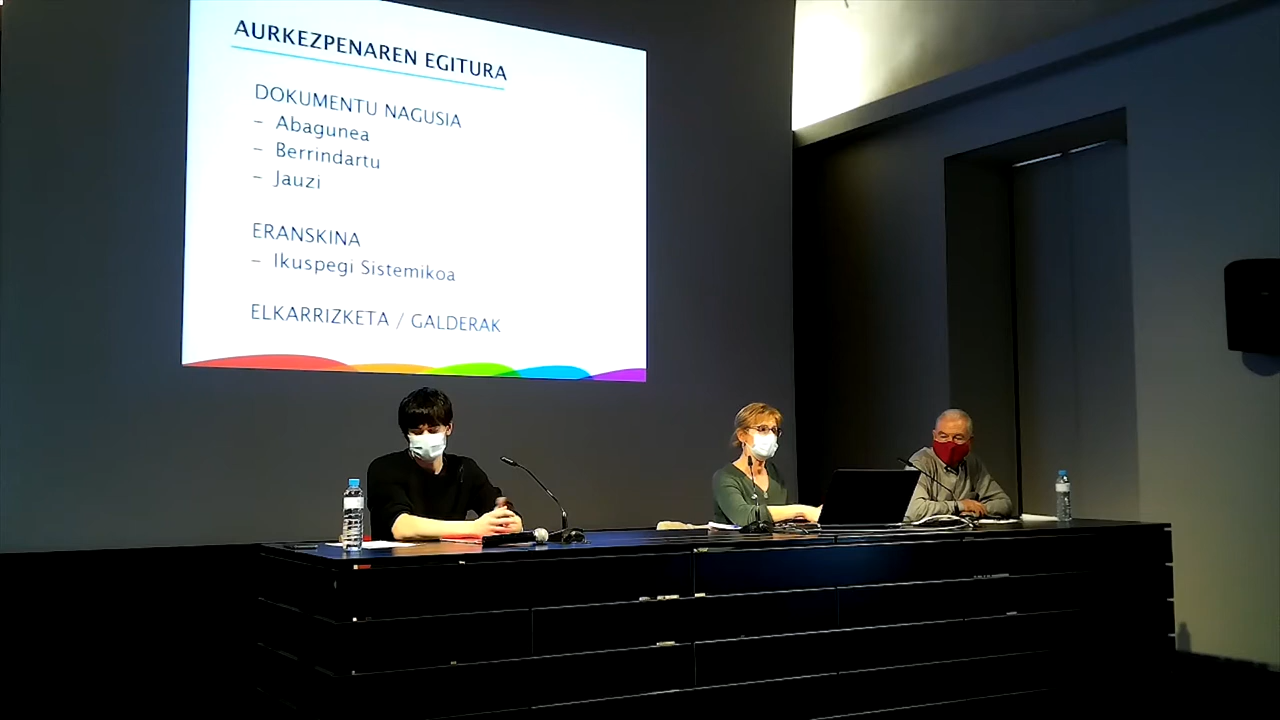 AURKEZPENAREN EGITURA
DOKUMENTU NAGUSIA
– Abagunea
– Berrindartu
– Jauzi
ERANSKINA
– Ikuspegi Sistemikoa
ELKARRIZKETA / GALDERAK